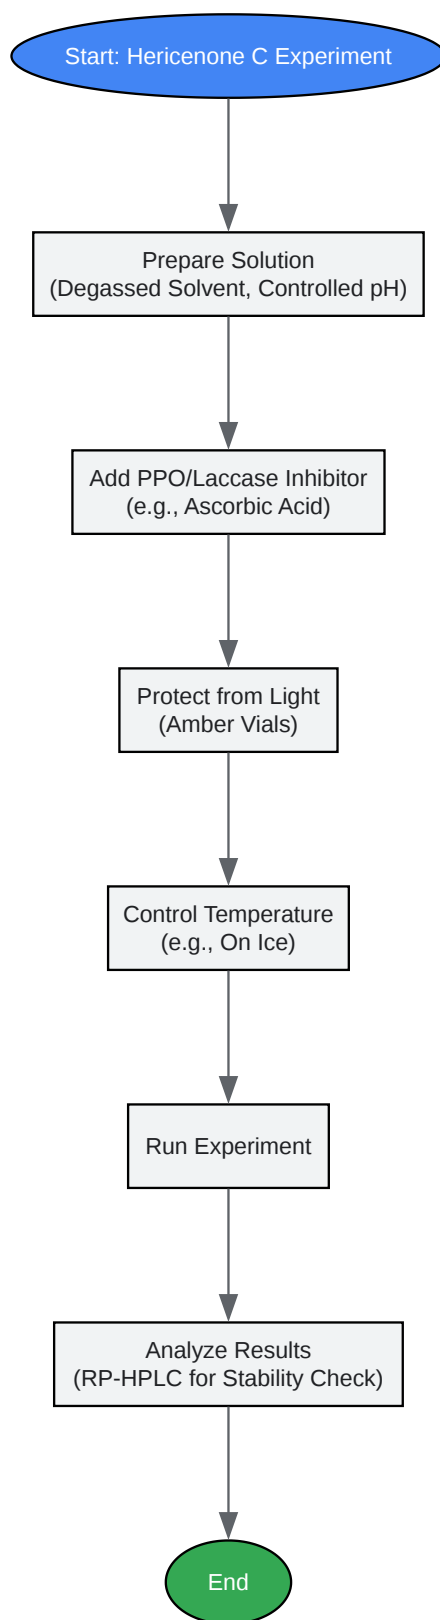 Start: Hericenone C Experiment
Prepare Solution
(Degassed Solvent, Controlled pH)
Add PPO/Laccase Inhibitor
(e.g., Ascorbic Acid)
Protect from Light
(Amber Vials)
Control Temperature
(e.g., On Ice)
Run Experiment
Analyze Results
(RP-HPLC for Stability Check)
End